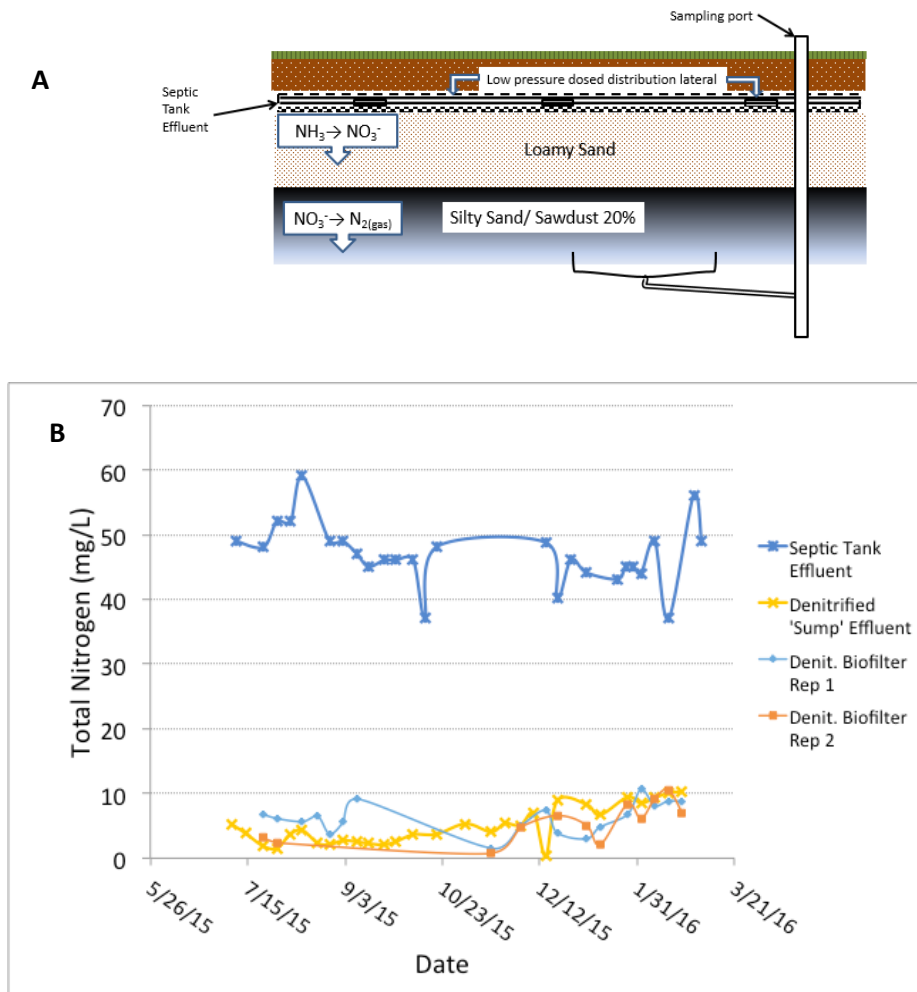 Sampling port
A
Low pressure dosed distribution lateral
Septic
Tank
Effluent
NH₃→ NO₃⁻
Loamy Sand
NO₃⁻→ N₂(gas)
Silty Sand/ Sawdust 20%
B
Total Nitrogen (mg/L)
70
60
50
40
30
20
10
0
5/26/15
7/15/15
9/3/15
10/23/15
12/12/15
1/31/16
3/21/16
Date
Septic Tank
Effluent
Denitrified
'Sump' Effluent
Denit. Biofilter
Rep 1
Denit. Biofilter
Rep 2